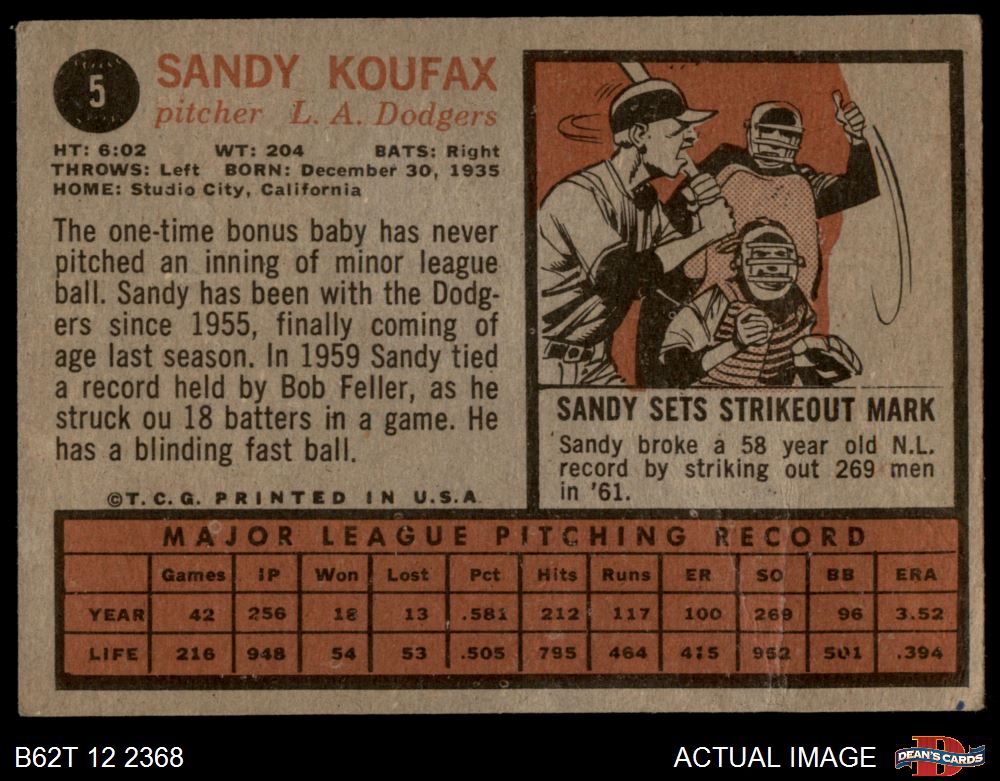 5
SANDY KOUFAX
pitcher L. A. Dodgers
HT: 6:02 WT: 204 BATS: Right
THROWS: Left BORN: December 30, 1935
HOME: Studio City, California
The one-time bonus baby has never
pitched an inning of minor league
ball. Sandy has been with the Dodg-
ers since 1955, finally coming of
age last season. In 1959 Sandy tied
a record held by Bob Feller, as he
struck ou 18 batters in a game. He
has a blinding fast ball.
©T.C.G. PRINTED IN U.S.A
SANDY SETS STRIKEOUT MARK
Sandy broke a 58 year old N.L.
record by striking out 269 men
in '61.
MAJOR LEAGUE PITCHING RECORD
Games IP Won Lost Pct Hits Runs ER SO BB ERA
YEAR 42 256 18 13 .581 212 117 100 269 96 3.52
LIFE 216 948 54 53 .505 795 464 415 952 501 .394
B62T 12 2368 ACTUAL IMAGE D DEAN'S CARDS